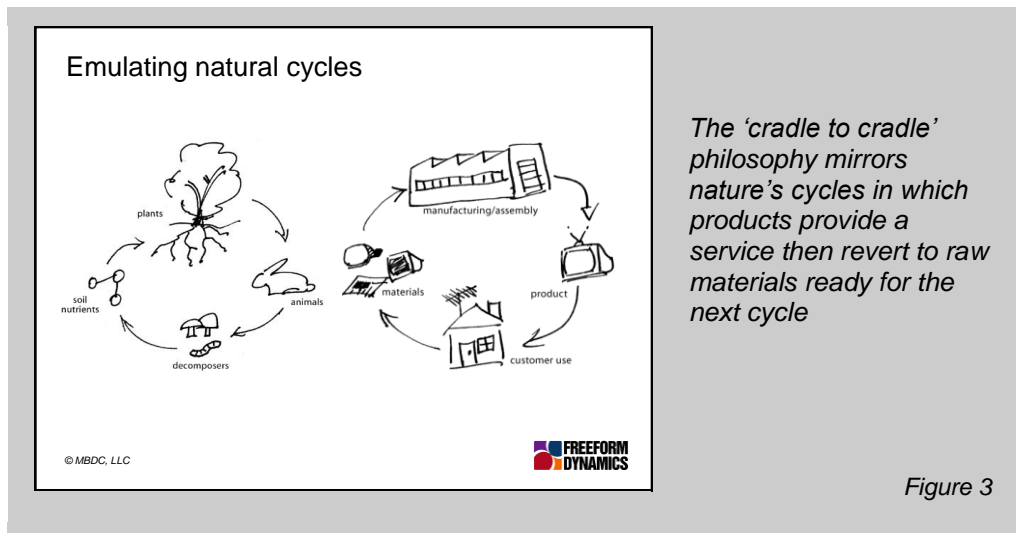 Emulating natural cycles
plants
soil
nutrients
animals
decomposers
manufacturing/assembly
materials
product
customer use
© MBDC, LLC
FREEFORM
DYNAMICS
The ‘cradle to cradle’
philosophy mirrors
nature’s cycles in which
products provide a
service then revert to raw
materials ready for the
next cycle
Figure 3